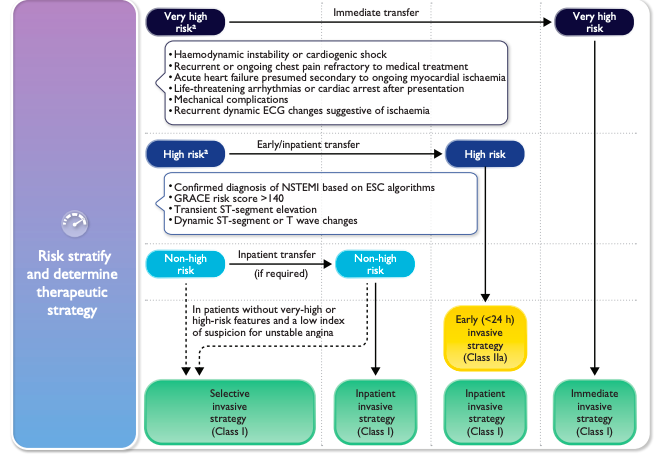 Very high
riskᵃ
Immediate transfer
Very high
risk
• Haemodynamic instability or cardiogenic shock
• Recurrent or ongoing chest pain refractory to medical treatment
• Acute heart failure presumed secondary to ongoing myocardial ischaemia
• Life-threatening arrhythmias or cardiac arrest after presentation
• Mechanical complications
• Recurrent dynamic ECG changes suggestive of ischaemia
High riskᵃ
Early/inpatient transfer
High risk
• Confirmed diagnosis of NSTEMI based on ESC algorithms
• GRACE risk score >140
• Transient ST-segment elevation
• Dynamic ST-segment or T wave changes
Risk stratify
and determine
therapeutic
strategy
Non-high
risk
Inpatient transfer
(if required)
Non-high
risk
In patients without very-high or
high-risk features and a low index
of suspicion for unstable angina
Early (<24 h)
invasive
strategy
(Class IIa)
Selective
invasive
strategy
(Class I)
Inpatient
invasive
strategy
(Class I)
Inpatient
invasive
strategy
(Class I)
Immediate
invasive
strategy
(Class I)